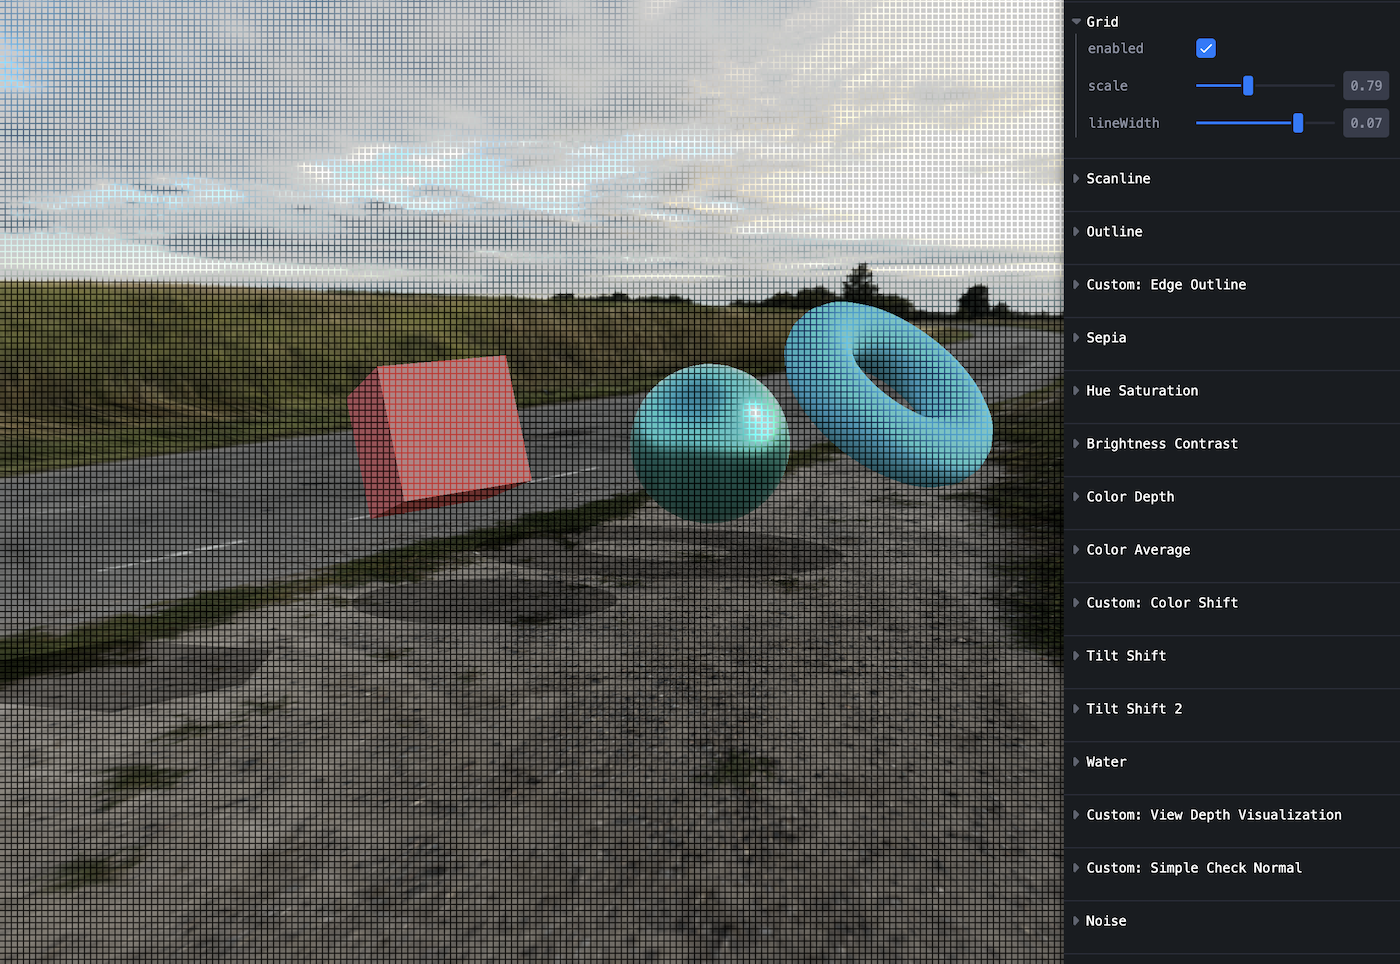 Grid
enabled
scale 0.79
lineWidth 0.07
Scanline
Outline
Custom: Edge Outline
Sepia
Hue Saturation
Brightness Contrast
Color Depth
Color Average
Custom: Color Shift
Tilt Shift
Tilt Shift 2
Water
Custom: View Depth Visualization
Custom: Simple Check Normal
Noise